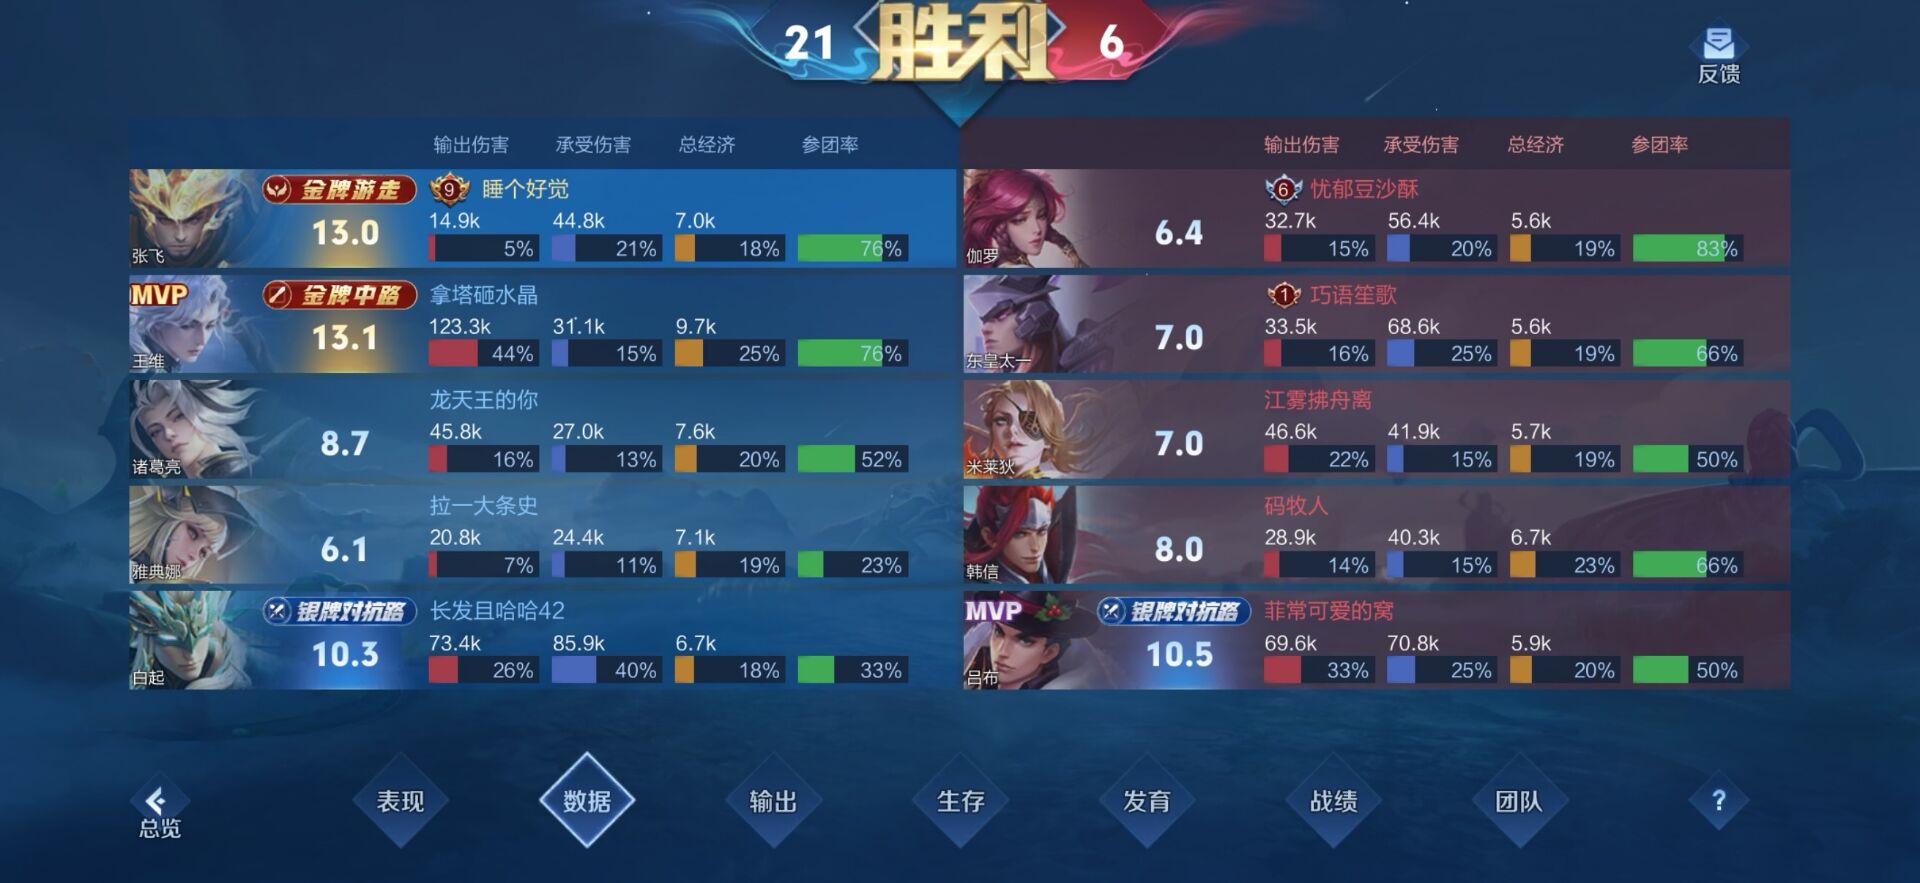 21 胜利 6
反馈
输出伤害 承受伤害 总经济 参团率
张飞 金牌游走 13.0 9 睡个好觉
14.9k 44.8k 7.0k
5% 21% 18% 76%
MVP 王维 金牌中路 13.1 拿塔砸水晶
123.3k 31.1k 9.7k
44% 15% 25% 76%
诸葛亮 8.7 龙天王的你
45.8k 27.0k 7.6k
16% 13% 20% 52%
雅典娜 6.1 拉一大条史
20.8k 24.4k 7.1k
7% 11% 19% 23%
白起 银牌对抗路 10.3 长发且哈哈42
73.4k 85.9k 6.7k
26% 40% 18% 33%
输出伤害 承受伤害 总经济 参团率
伽罗 6.4 6 忧郁豆沙酥
32.7k 56.4k 5.6k
15% 20% 19% 83%
东皇太一 7.0 1 巧语笙歌
33.5k 68.6k 5.6k
16% 25% 19% 66%
米莱狄 7.0 江雾拂舟离
46.6k 41.9k 5.7k
22% 15% 19% 50%
韩信 8.0 码牧人
28.9k 40.3k 6.7k
14% 15% 23% 66%
MVP 吕布 银牌对抗路 10.5 菲常可爱的窝
69.6k 70.8k 5.9k
33% 25% 20% 50%
总览 表现 数据 输出 生存 发育 战绩 团队 ?